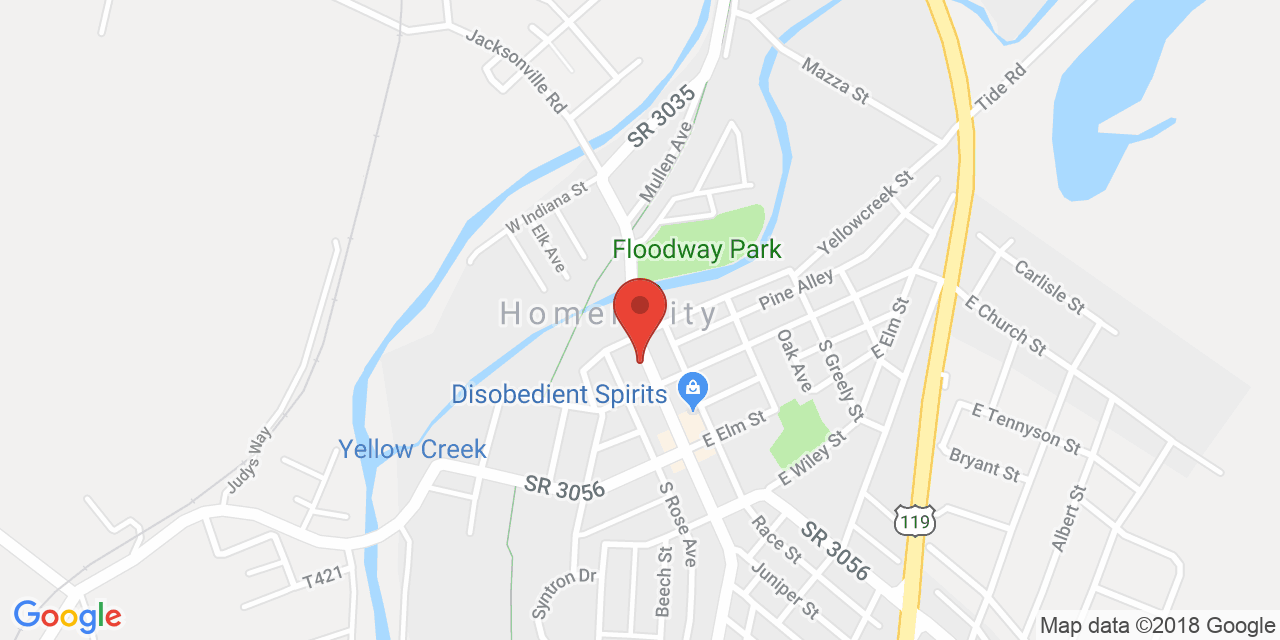 Jacksonville Rd
SR 3035
Mullen Ave
Mazza St
Tide Rd
W Indiana St
Elk Ave
Floodway Park
Yellowcreek St
Carlisle St
Pine Alley
E Church St
E Elm St
Oak Ave
S Greely St
Disobedient Spirits
Yellow Creek
Judys Way
E Elm St
E Wiley St
E Tennyson St
Bryant St
SR 3056
S Rose Ave
Race St
SR 3056
119
Albert St
T421
Syntron Dr
Beech St
Juniper St
Google
Map data ©2018 Google